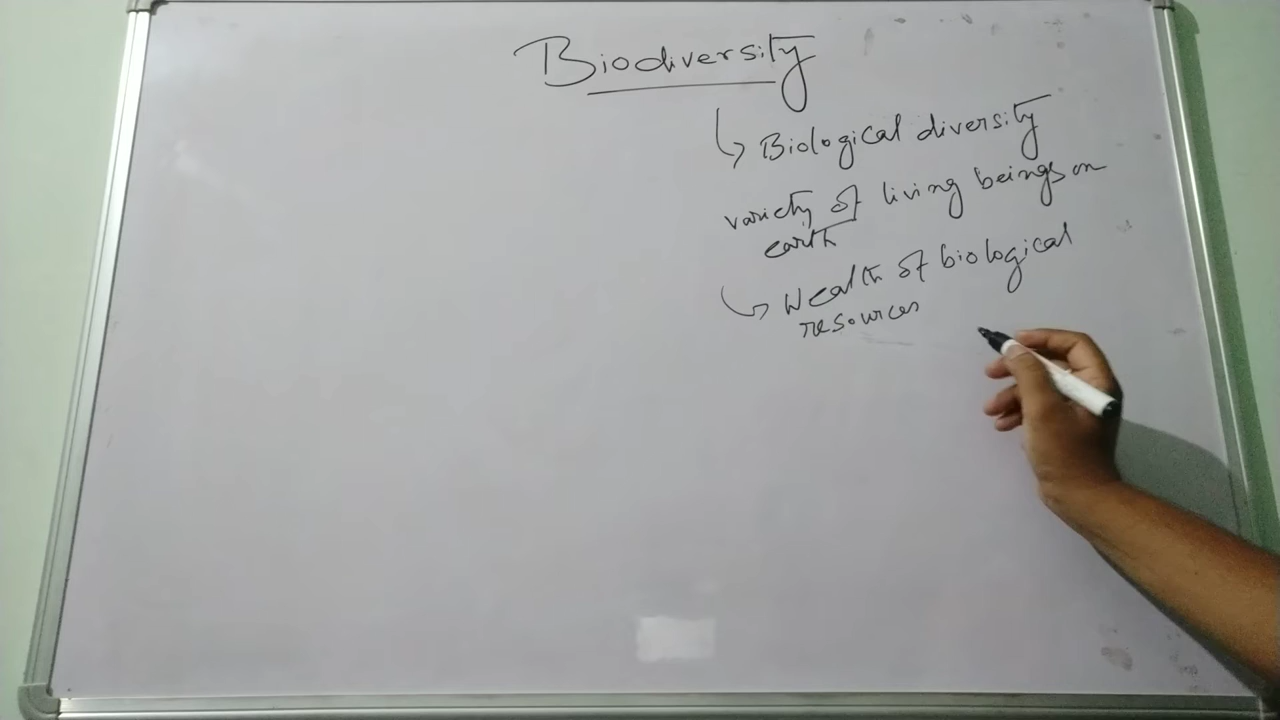 Biodiversity
↳ Biological diversity
variety of living beings on
earth
↳ Wealth of biological
resources